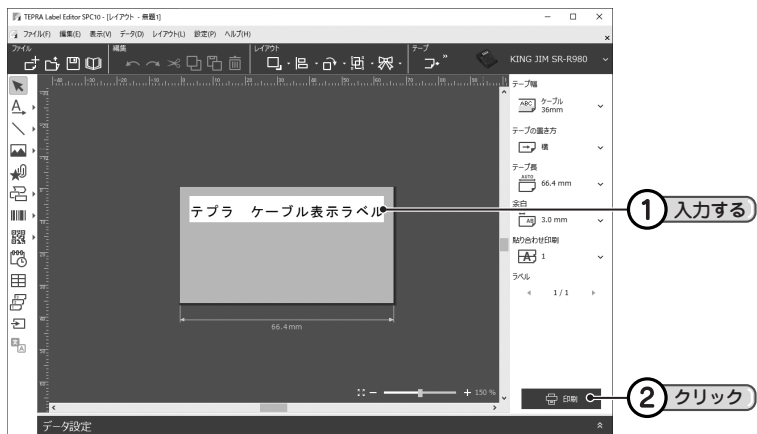 TEPRA Label Editor SPC10 - [レイアウト - 無題1]
ファイル(F) 編集(E) 表示(V) データ(D) レイアウト(L) 設定(P) ヘルプ(H)
ファイル 編集 レイアウト テープ
KING JIM SR-R980
テープ幅
ABC ケーブル
36mm
テープの置き方
横
テープ長
AUTO
66.4 mm
余白
AB 3.0 mm
貼り合わせ印刷
A 1
ラベル
1 / 1
テプラ ケーブル表示ラベル
66.4mm
① 入力する
150 %
印刷
② クリック
データ設定